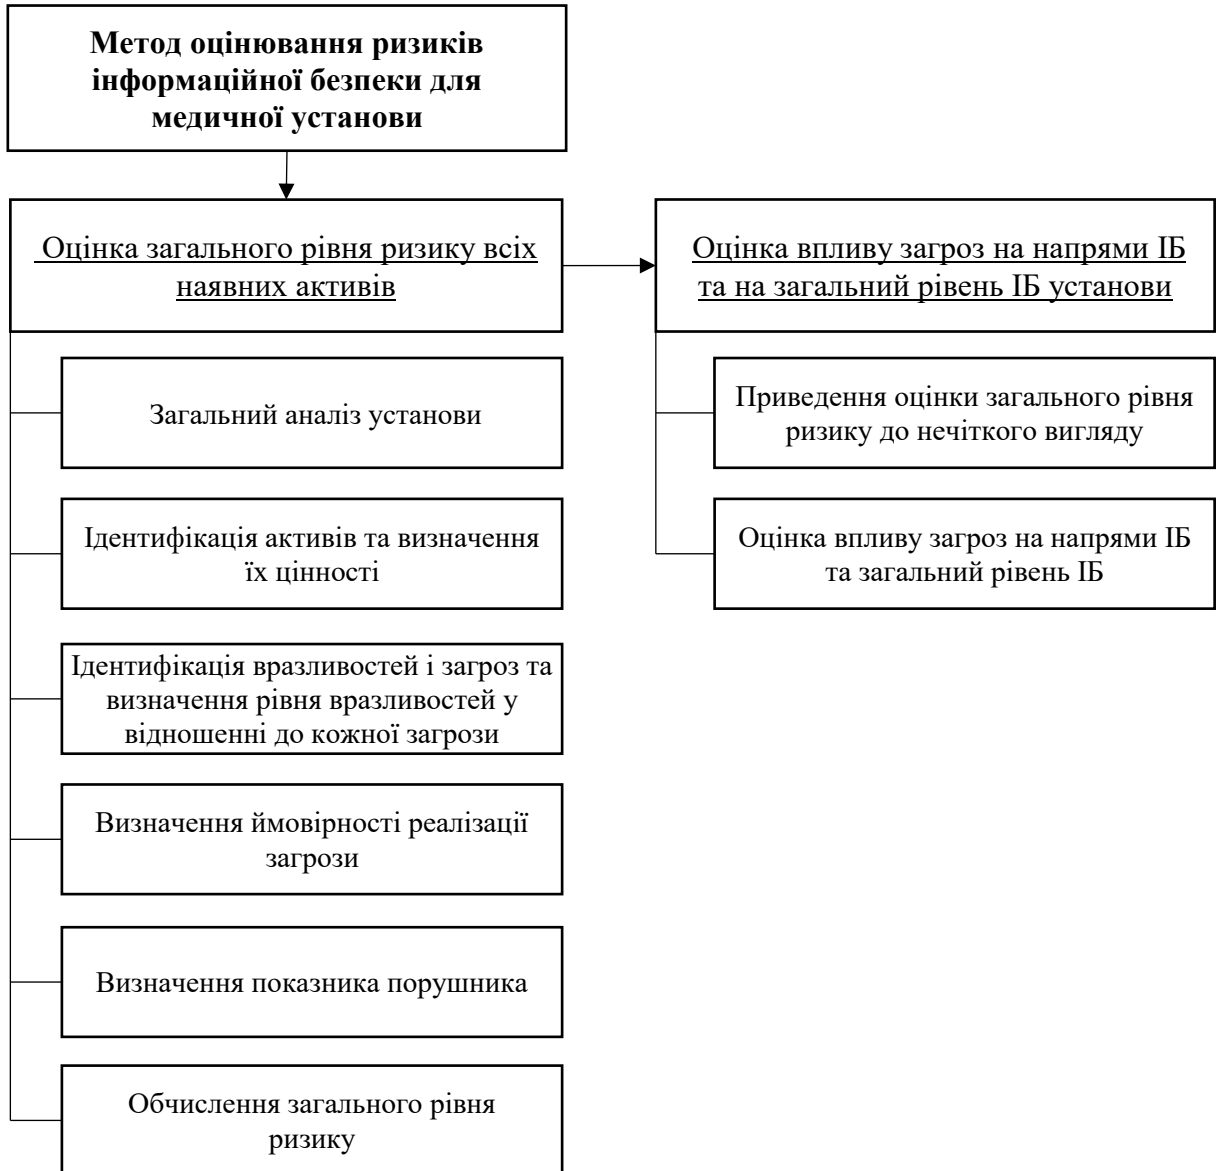 Метод оцінювання ризиків
інформаційної безпеки для
медичної установи
Оцінка загального рівня ризику всіх
наявних активів
Загальний аналіз установи
Ідентифікація активів та визначення
їх цінності
Ідентифікація вразливостей і загроз та
визначення рівня вразливостей у
відношенні до кожної загрози
Визначення ймовірності реалізації
загрози
Визначення показника порушника
Обчислення загального рівня
ризику
Оцінка впливу загроз на напрями ІБ
та на загальний рівень ІБ установи
Приведення оцінки загального рівня
ризику до нечіткого вигляду
Оцінка впливу загроз на напрями ІБ
та загальний рівень ІБ